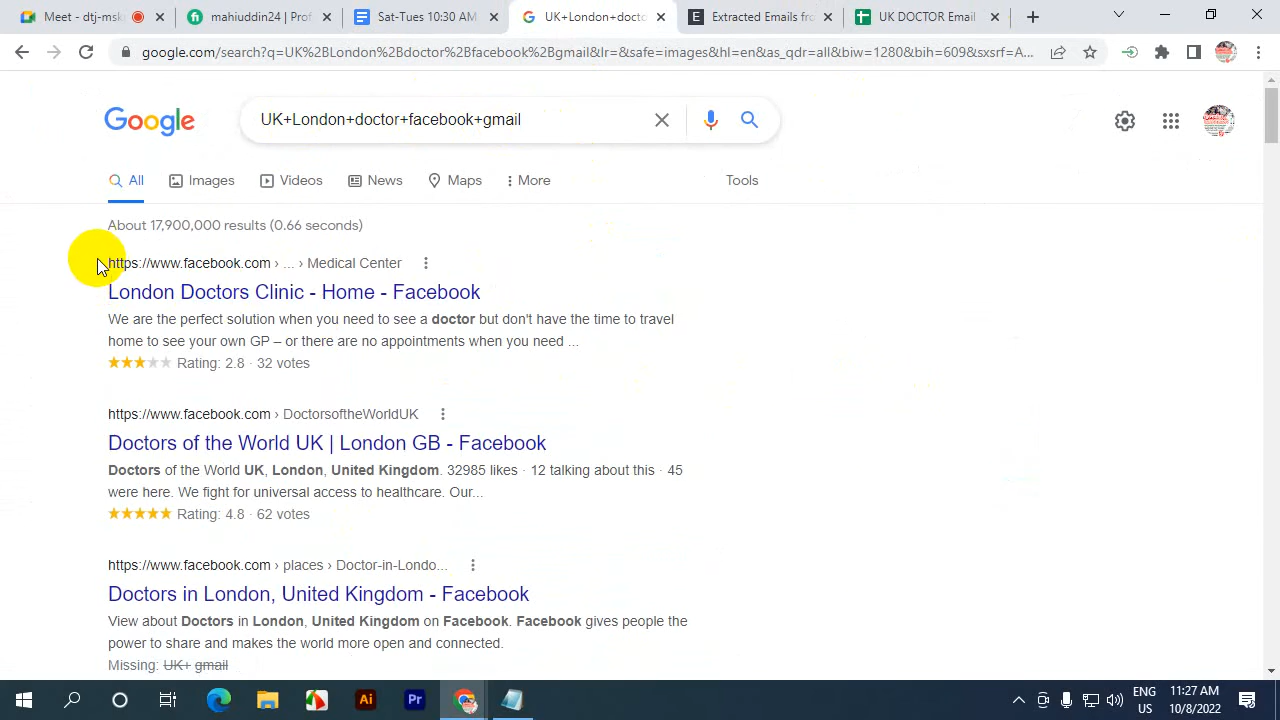 Meet - dtj-msk
mahiuddin24 | Prof
Sat-Tues 10:30 AM
UK+London+docto
Extracted Emails fro
UK DOCTOR Email
google.com/search?q=UK%2BLondon%2Bdoctor%2Bfacebook%2Bgmail&lr=&safe=images&hl=en&as_qdr=all&biw=1280&bih=609&sxsrf=A...
Google
UK+London+doctor+facebook+gmail
All Images Videos News Maps More Tools
About 17,900,000 results (0.66 seconds)
https://www.facebook.com › ... › Medical Center
London Doctors Clinic - Home - Facebook
We are the perfect solution when you need to see a doctor but don't have the time to travel
home to see your own GP – or there are no appointments when you need ...
Rating: 2.8 · 32 votes
https://www.facebook.com › DoctorsoftheWorldUK
Doctors of the World UK | London GB - Facebook
Doctors of the World UK, London, United Kingdom. 32985 likes · 12 talking about this · 45
were here. We fight for universal access to healthcare. Our...
Rating: 4.8 · 62 votes
https://www.facebook.com › places › Doctor-in-Londo...
Doctors in London, United Kingdom - Facebook
View about Doctors in London, United Kingdom on Facebook. Facebook gives people the
power to share and makes the world more open and connected.
Missing: UK+ gmail
Ai
Pr
ENG
US
11:27 AM
10/8/2022